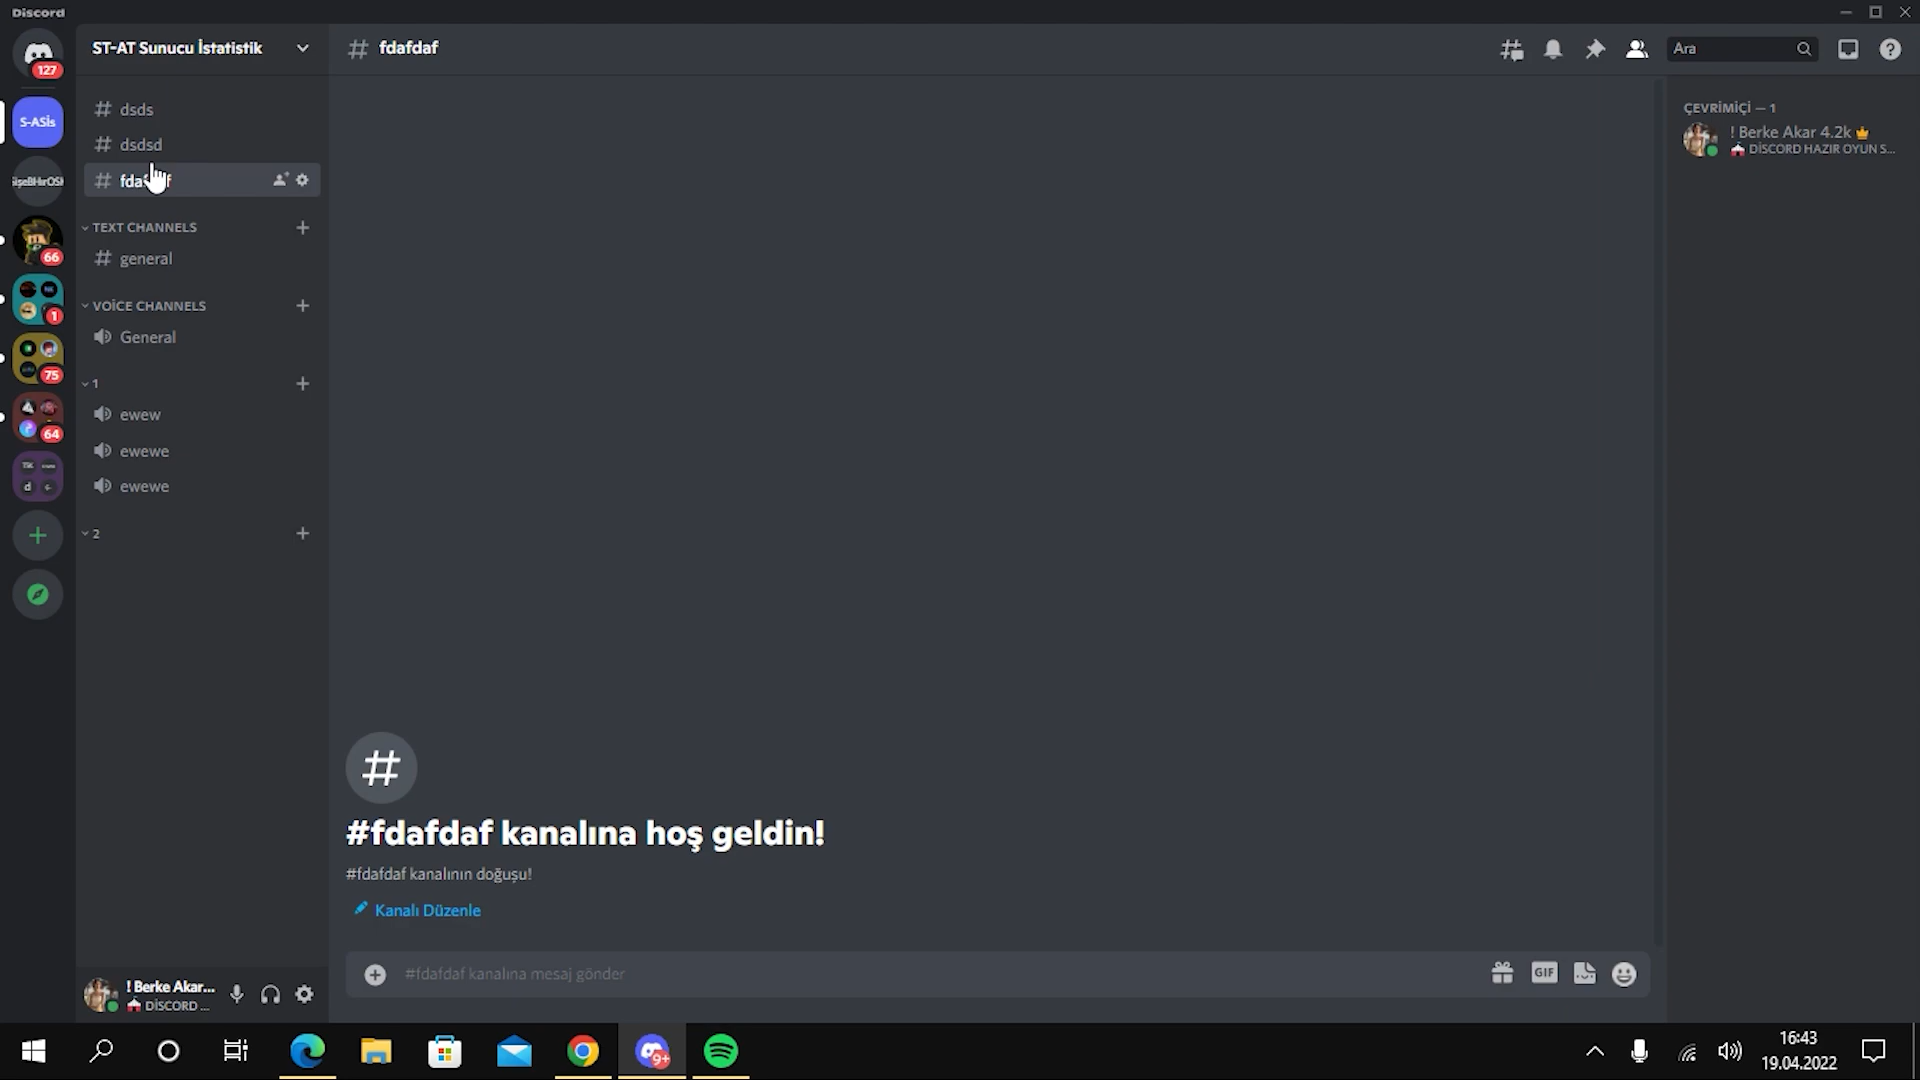 Discord
127
S-ASis
66
1
75
64
ST-AT Sunucu İstatistik
dsds
dsdsd
TEXT CHANNELS
general
VOİCE CHANNELS
General
1
ewew
ewewe
ewewe
2
! Berke Akar...
DİSCORD ...
fdafdaf
Ara
#fdafdaf kanalına hoş geldin!
#fdafdaf kanalının doğuşu!
Kanalı Düzenle
#fdafdaf kanalına mesaj gönder
GIF
ÇEVRİMİÇİ — 1
! Berke Akar 4.2k
DİSCORD HAZIR OYUN S...
9+
16:43
19.04.2022